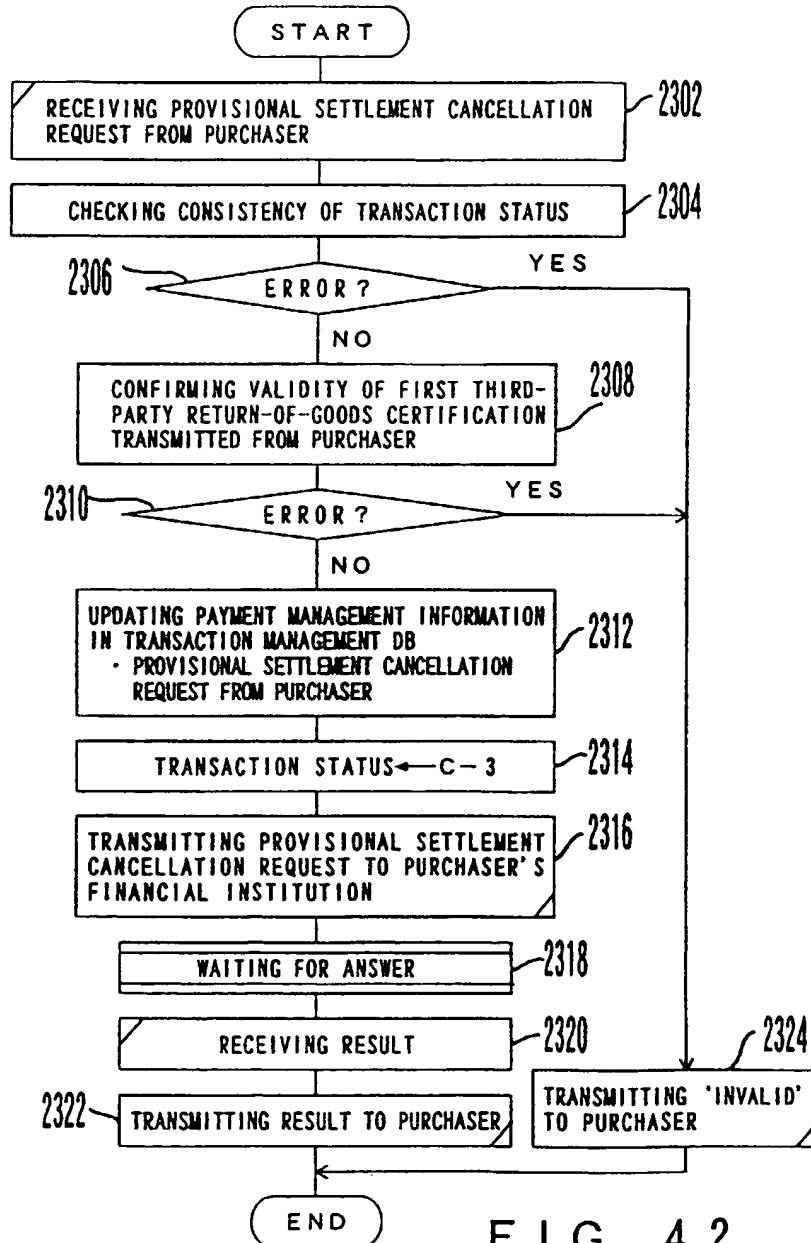 START
RECEIVING PROVISIONAL SETTLEMENT CANCELLATION
REQUEST FROM PURCHASER
2302
CHECKING CONSISTENCY OF TRANSACTION STATUS
2304
2306
ERROR?
YES
NO
CONFIRMING VALIDITY OF FIRST THIRD-
PARTY RETURN-OF-GOODS CERTIFICATION
TRANSMITTED FROM PURCHASER
2308
2310
ERROR?
YES
NO
UPDATING PAYMENT MANAGEMENT INFORMATION
IN TRANSACTION MANAGEMENT DB
· PROVISIONAL SETTLEMENT CANCELLATION
REQUEST FROM PURCHASER
2312
TRANSACTION STATUS←C-3
2314
TRANSMITTING PROVISIONAL SETTLEMENT
CANCELLATION REQUEST TO PURCHASER'S
FINANCIAL INSTITUTION
2316
WAITING FOR ANSWER
2318
RECEIVING RESULT
2320
2322
TRANSMITTING RESULT TO PURCHASER
2324
TRANSMITTING 'INVALID'
TO PURCHASER
END
FIG. 42